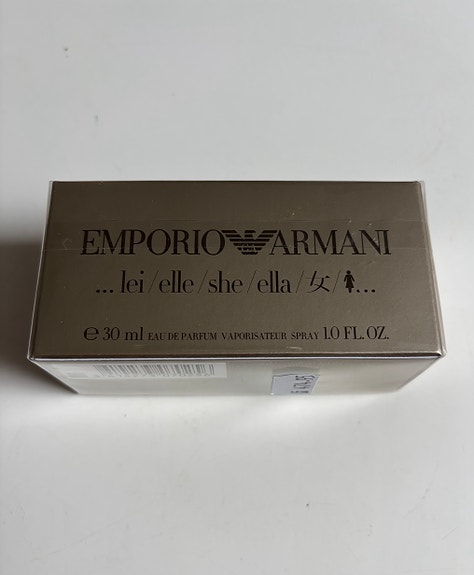 EMPORIO ARMANI
... lei/elle/she/ella/女/...
℮ 30 ml EAU DE PARFUM VAPORISATEUR SPRAY 1.0 FL.OZ.